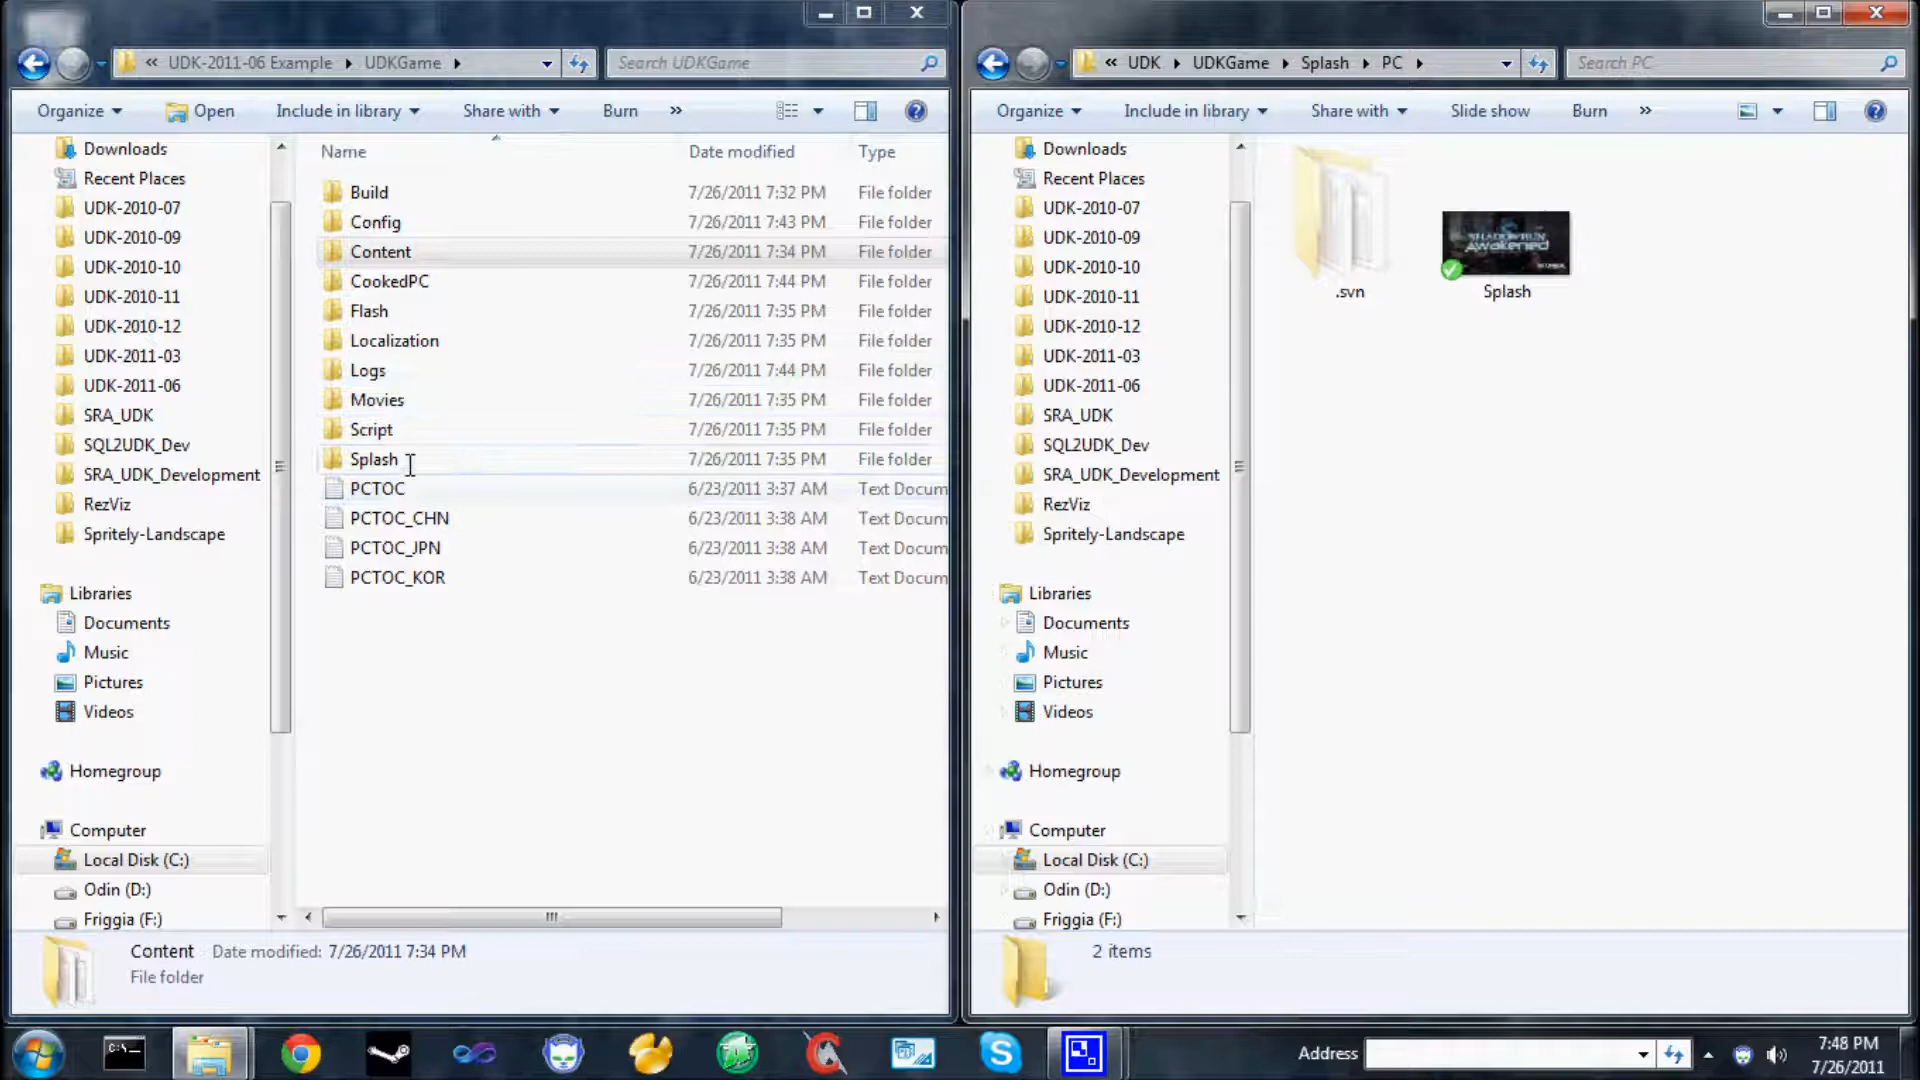 « UDK-2011-06 Example ▸ UDKGame ▸
Search UDKGame
Organize Open Include in library Share with Burn »
Downloads
Recent Places
UDK-2010-07
UDK-2010-09
UDK-2010-10
UDK-2010-11
UDK-2010-12
UDK-2011-03
UDK-2011-06
SRA_UDK
SQL2UDK_Dev
SRA_UDK_Development
RezViz
Spritely-Landscape
Libraries
Documents
Music
Pictures
Videos
Homegroup
Computer
Local Disk (C:)
Odin (D:)
Friggia (F:)
Name Date modified Type
Build 7/26/2011 7:32 PM File folder
Config 7/26/2011 7:43 PM File folder
Content 7/26/2011 7:34 PM File folder
CookedPC 7/26/2011 7:44 PM File folder
Flash 7/26/2011 7:35 PM File folder
Localization 7/26/2011 7:35 PM File folder
Logs 7/26/2011 7:44 PM File folder
Movies 7/26/2011 7:35 PM File folder
Script 7/26/2011 7:35 PM File folder
Splash 7/26/2011 7:35 PM File folder
PCTOC 6/23/2011 3:37 AM Text Docum
PCTOC_CHN 6/23/2011 3:38 AM Text Docum
PCTOC_JPN 6/23/2011 3:38 AM Text Docum
PCTOC_KOR 6/23/2011 3:38 AM Text Docum
Content Date modified: 7/26/2011 7:34 PM
File folder
« UDK ▸ UDKGame ▸ Splash ▸ PC ▸
Search PC
Organize Include in library Share with Slide show Burn »
Downloads
Recent Places
UDK-2010-07
UDK-2010-09
UDK-2010-10
UDK-2010-11
UDK-2010-12
UDK-2011-03
UDK-2011-06
SRA_UDK
SQL2UDK_Dev
SRA_UDK_Development
RezViz
Spritely-Landscape
Libraries
Documents
Music
Pictures
Videos
Homegroup
Computer
Local Disk (C:)
Odin (D:)
Friggia (F:)
SHADOWRUN
Awakened
.svn
Splash
2 items
C:\_
Address
7:48 PM
7/26/2011